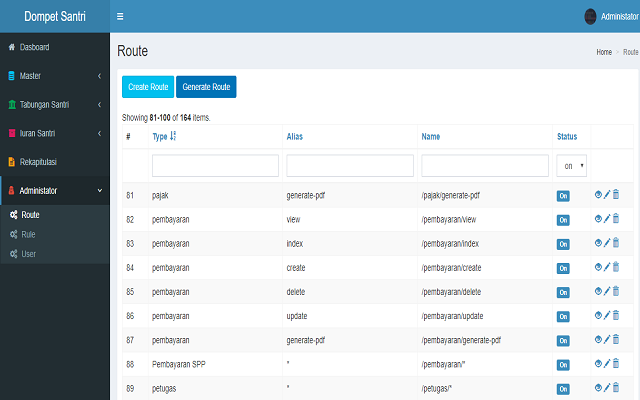 Dompet Santri
Administator
Dasboard
Master
Tabungan Santri
Iuran Santri
Rekapitulasi
Administator
Route
Rule
User
Route
Home > Route
Create Route Generate Route
Showing 81-100 of 164 items.
# Type Alias Name Status
on
81 pajak generate-pdf /pajak/generate-pdf On
82 pembayaran view /pembayaran/view On
83 pembayaran index /pembayaran/index On
84 pembayaran create /pembayaran/create On
85 pembayaran delete /pembayaran/delete On
86 pembayaran update /pembayaran/update On
87 pembayaran generate-pdf /pembayaran/generate-pdf On
88 Pembayaran SPP * /pembayaran/* On
89 petugas * /petugas/* On